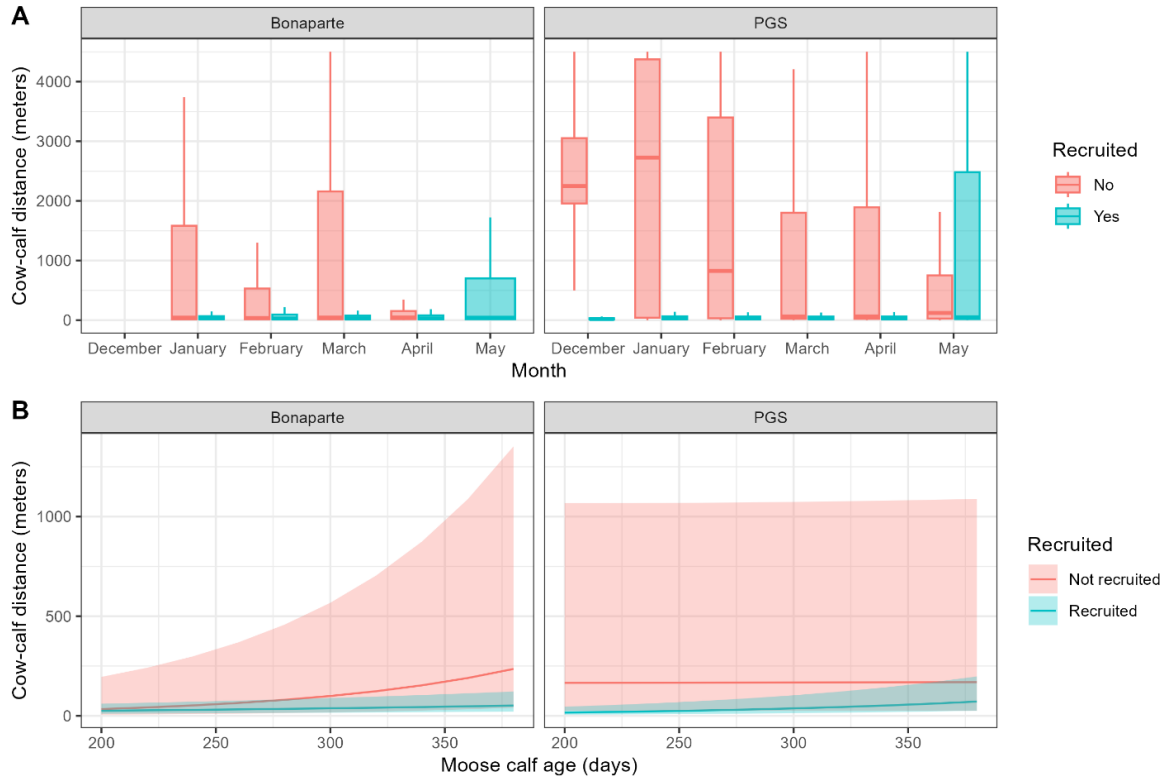 A
Bonaparte
PGS
Cow-calf distance (meters)
4000
3000
2000
1000
0
December January February March April May
December January February March April May
Month
Recruited
No
Yes
B
Bonaparte
PGS
Cow-calf distance (meters)
1000
500
0
200 250 300 350
200 250 300 350
Moose calf age (days)
Recruited
Not recruited
Recruited